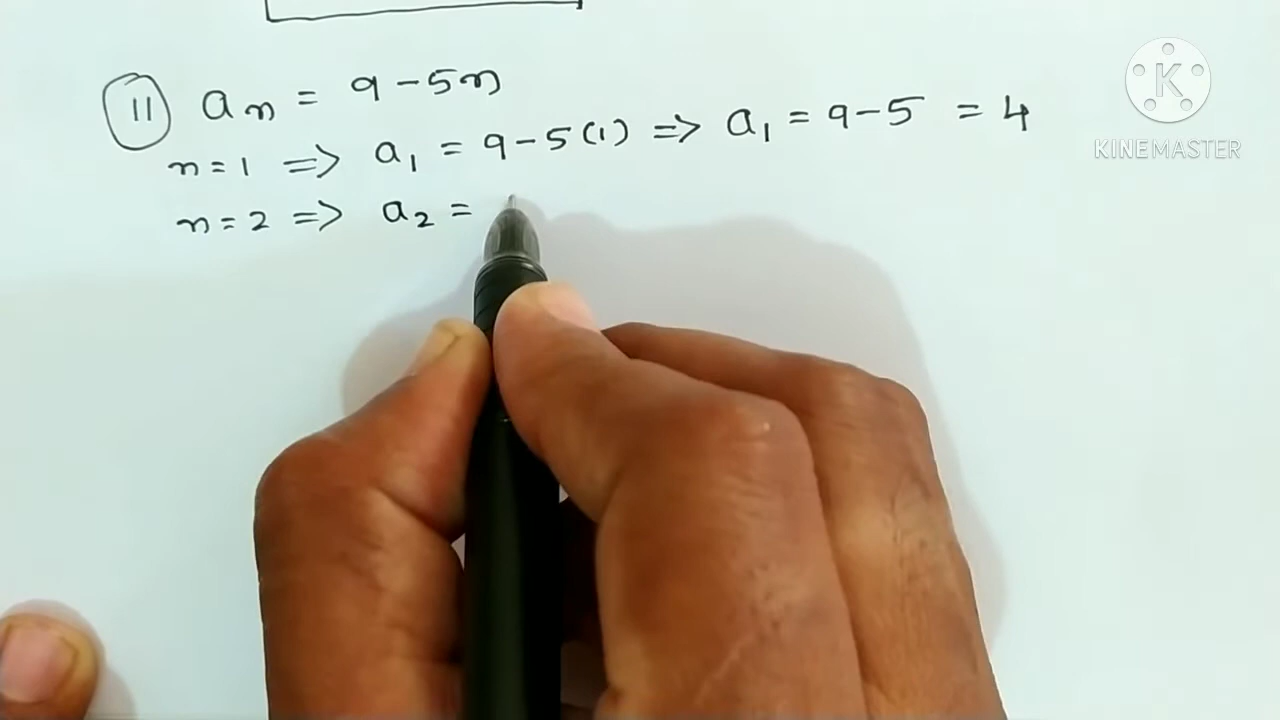 11 an = 9 - 5n
n = 1 => a1 = 9 - 5 (1) => a1 = 9 - 5 = 4
n = 2 => a2 =
K
KINEMASTER